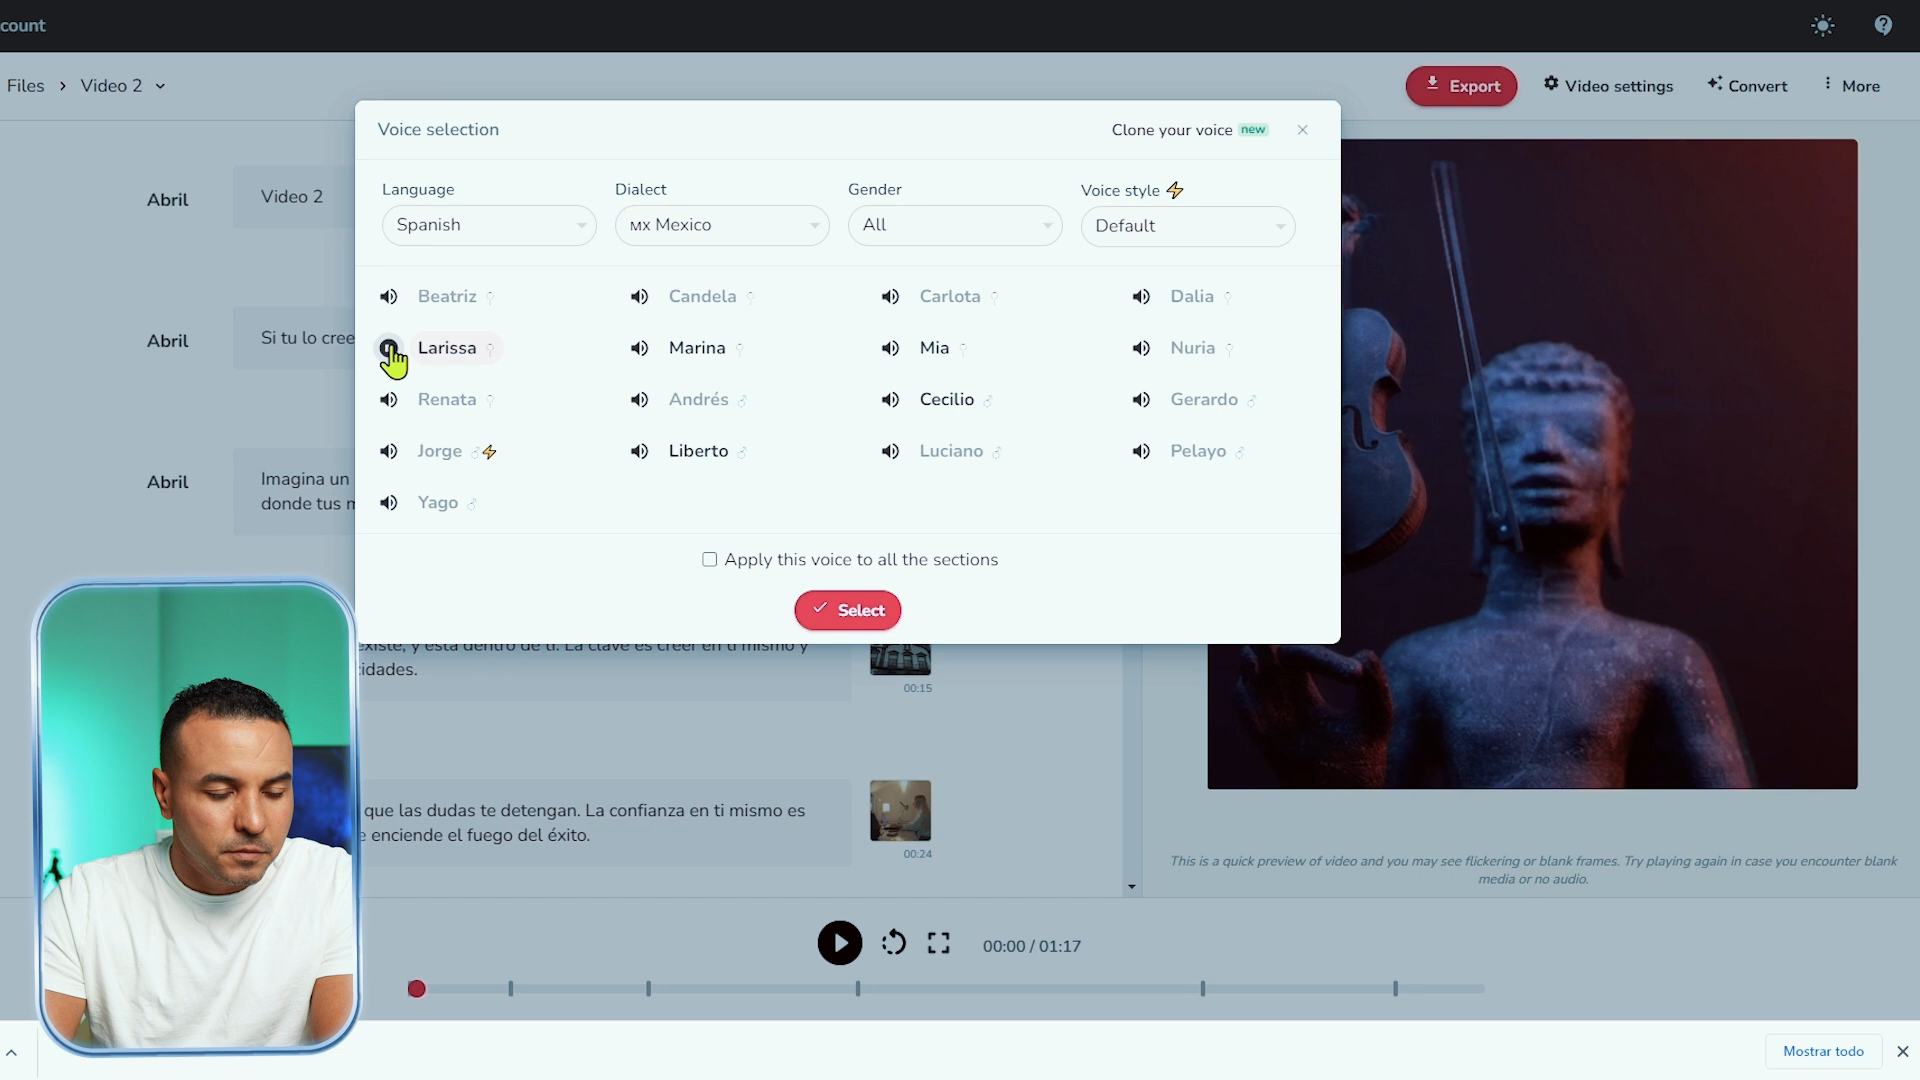 count
Files > Video 2
Export
Video settings
Convert
More
Voice selection
Clone your voice new
Language
Dialect
Gender
Voice style
Spanish
MX Mexico
All
Default
Beatriz
Candela
Carlota
Dalia
Larissa
Marina
Mia
Nuria
Renata
Andrés
Cecilio
Gerardo
Jorge
Liberto
Luciano
Pelayo
Yago
Apply this voice to all the sections
Select
Abril
Video 2
Abril
Si tu lo cree
Abril
Imagina un
donde tus
existe, y está dentro de ti. La clave es creer en ti mismo y
cidades.
00:15
que las dudas te detengan. La confianza en ti mismo es
e enciende el fuego del éxito.
00:24
This is a quick preview of video and you may see flickering or blank frames. Try playing again in case you encounter blank
media or no audio.
00:00 / 01:17
Mostrar todo